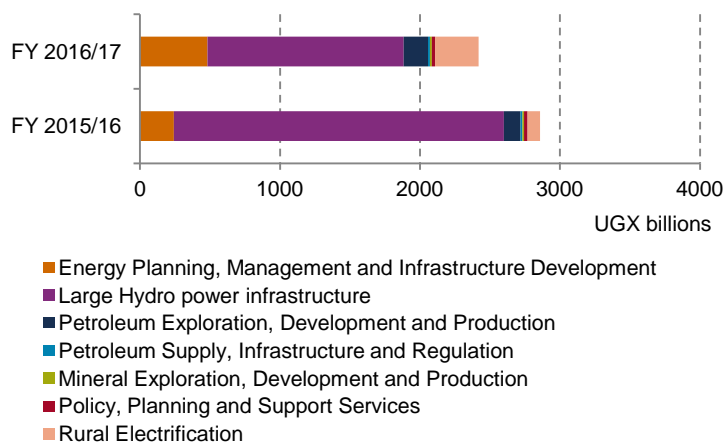 FY 2016/17
FY 2015/16
0 1000 2000 3000 4000
UGX billions
Energy Planning, Management and Infrastructure Development
Large Hydro power infrastructure
Petroleum Exploration, Development and Production
Petroleum Supply, Infrastructure and Regulation
Mineral Exploration, Development and Production
Policy, Planning and Support Services
Rural Electrification